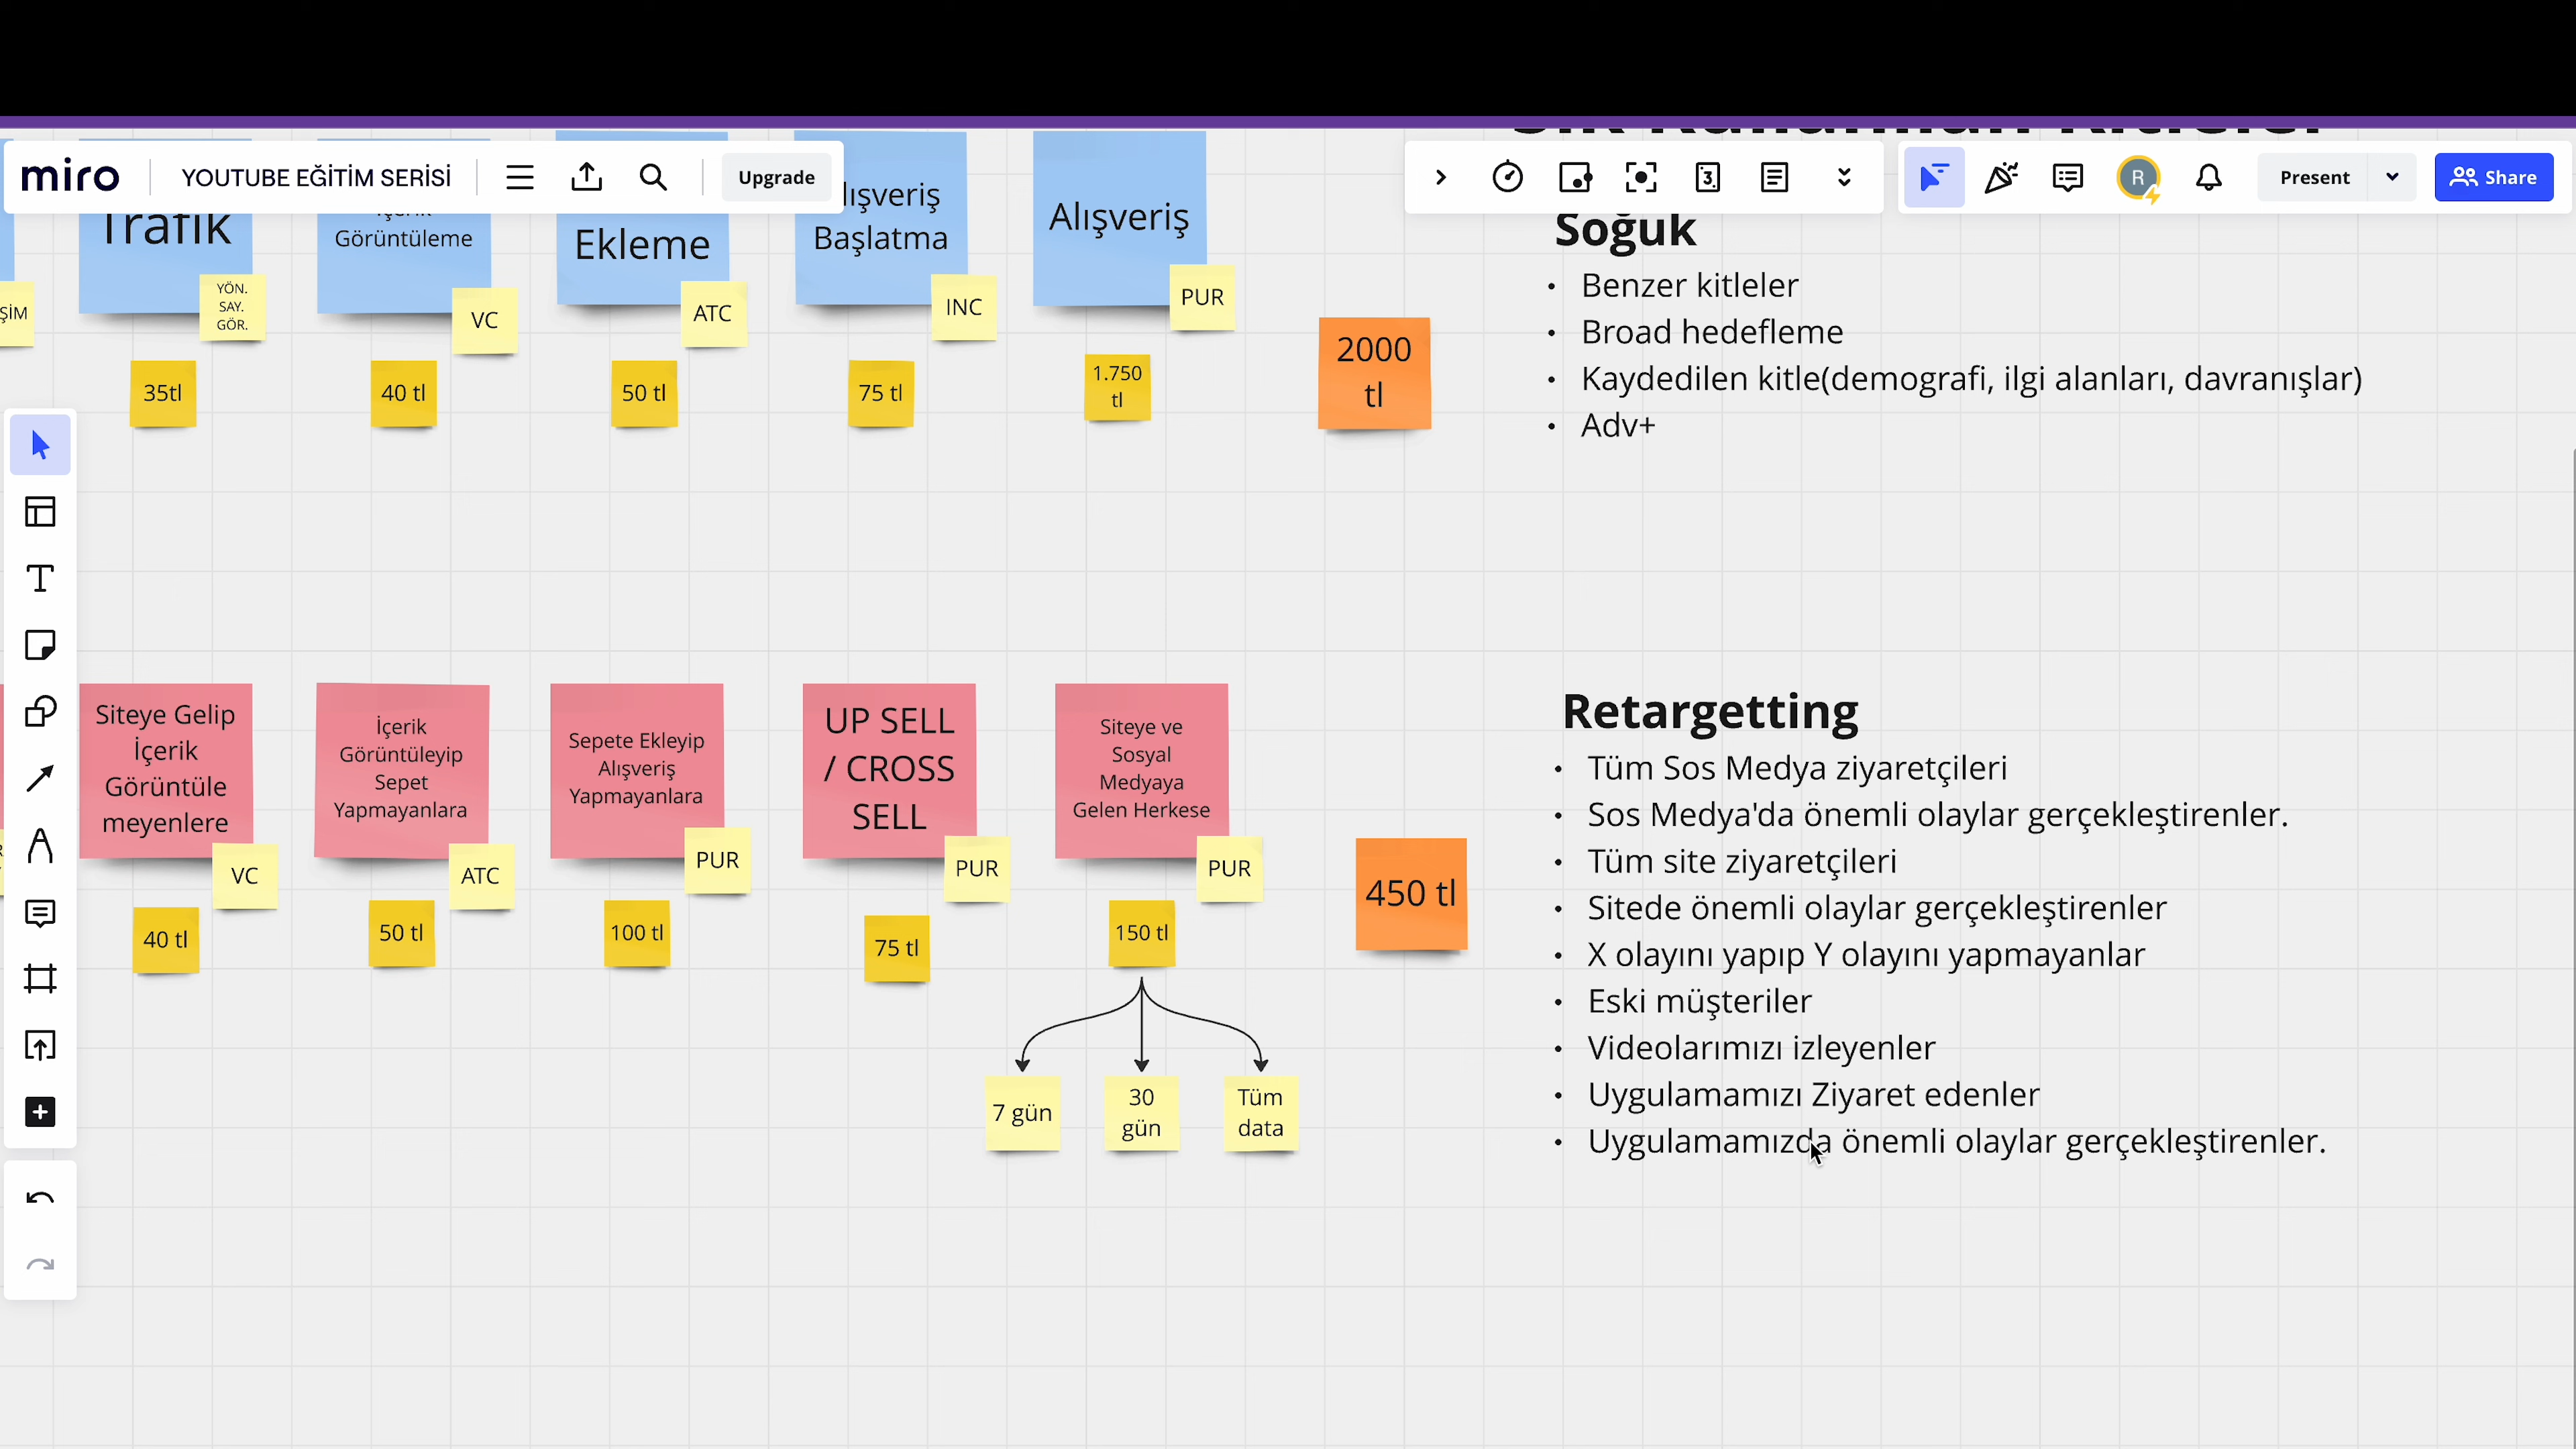 Sık Kullanılan Kitleler
miro
YOUTUBE EĞİTİM SERİSİ
Upgrade
R
Present
Share
Trafik
Görüntüleme
Ekleme
Başlatma
Alışveriş
YÖN.
SAY.
GÖR.
VC
ATC
INC
PUR
35tl
40 tl
50 tl
75 tl
1.750
tl
2000
tl
Soğuk
• Benzer kitleler
• Broad hedefleme
• Kaydedilen kitle(demografi, ilgi alanları, davranışlar)
• Adv+
Siteye Gelip
İçerik
Görüntüle
meyenlere
VC
40 tl
İçerik
Görüntüleyip
Sepet
Yapmayanlara
ATC
50 tl
Sepete Ekleyip
Alışveriş
Yapmayanlara
PUR
100 tl
UP SELL
/ CROSS
SELL
PUR
75 tl
Siteye ve
Sosyal
Medyaya
Gelen Herkese
PUR
150 tl
7 gün
30
gün
Tüm
data
450 tl
Retargetting
• Tüm Sos Medya ziyaretçileri
• Sos Medya'da önemli olaylar gerçekleştirenler.
• Tüm site ziyaretçileri
• Sitede önemli olaylar gerçekleştirenler
• X olayını yapıp Y olayını yapmayanlar
• Eski müşteriler
• Videolarımızı izleyenler
• Uygulamamızı Ziyaret edenler
• Uygulamamızda önemli olaylar gerçekleştirenler.